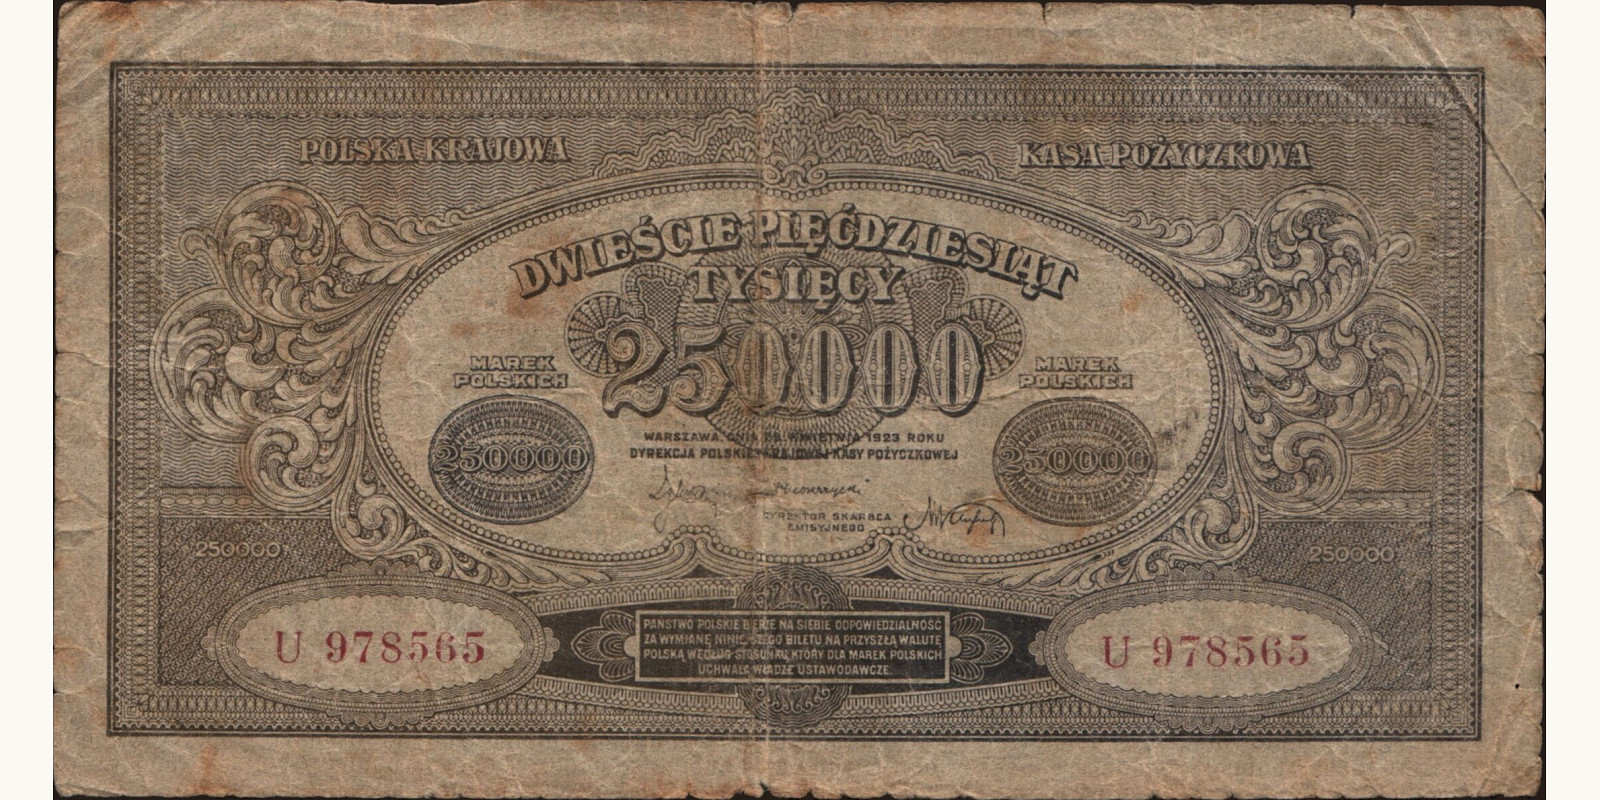 POLSKA KRAJOWA KASA POŻYCZKOWA
DWIEŚCIE PIĘĆDZIESIĄT
TYSIĘCY
250000
MAREK
POLSKICH
MAREK
POLSKICH
250000
250000
WARSZAWA, DNIA 25 KWIETNIA 1923 ROKU
DYREKCJA POLSKIEJ KRAJOWEJ KASY POŻYCZKOWEJ
DYREKTOR SKARBCA
EMISYJNEGO
250000
250000
U 978565
U 978565
PAŃSTWO POLSKIE BIERZE NA SIEBIE ODPOWIEDZIALNOŚĆ
ZA WYMIANĘ NINIEJSZEGO BILETU NA PRZYSZŁĄ WALUTĘ
POLSKĄ WEDŁUG STOSUNKU, KTÓRY DLA MAREK POLSKICH
UCHWALĄ WŁADZE USTAWODAWCZE.